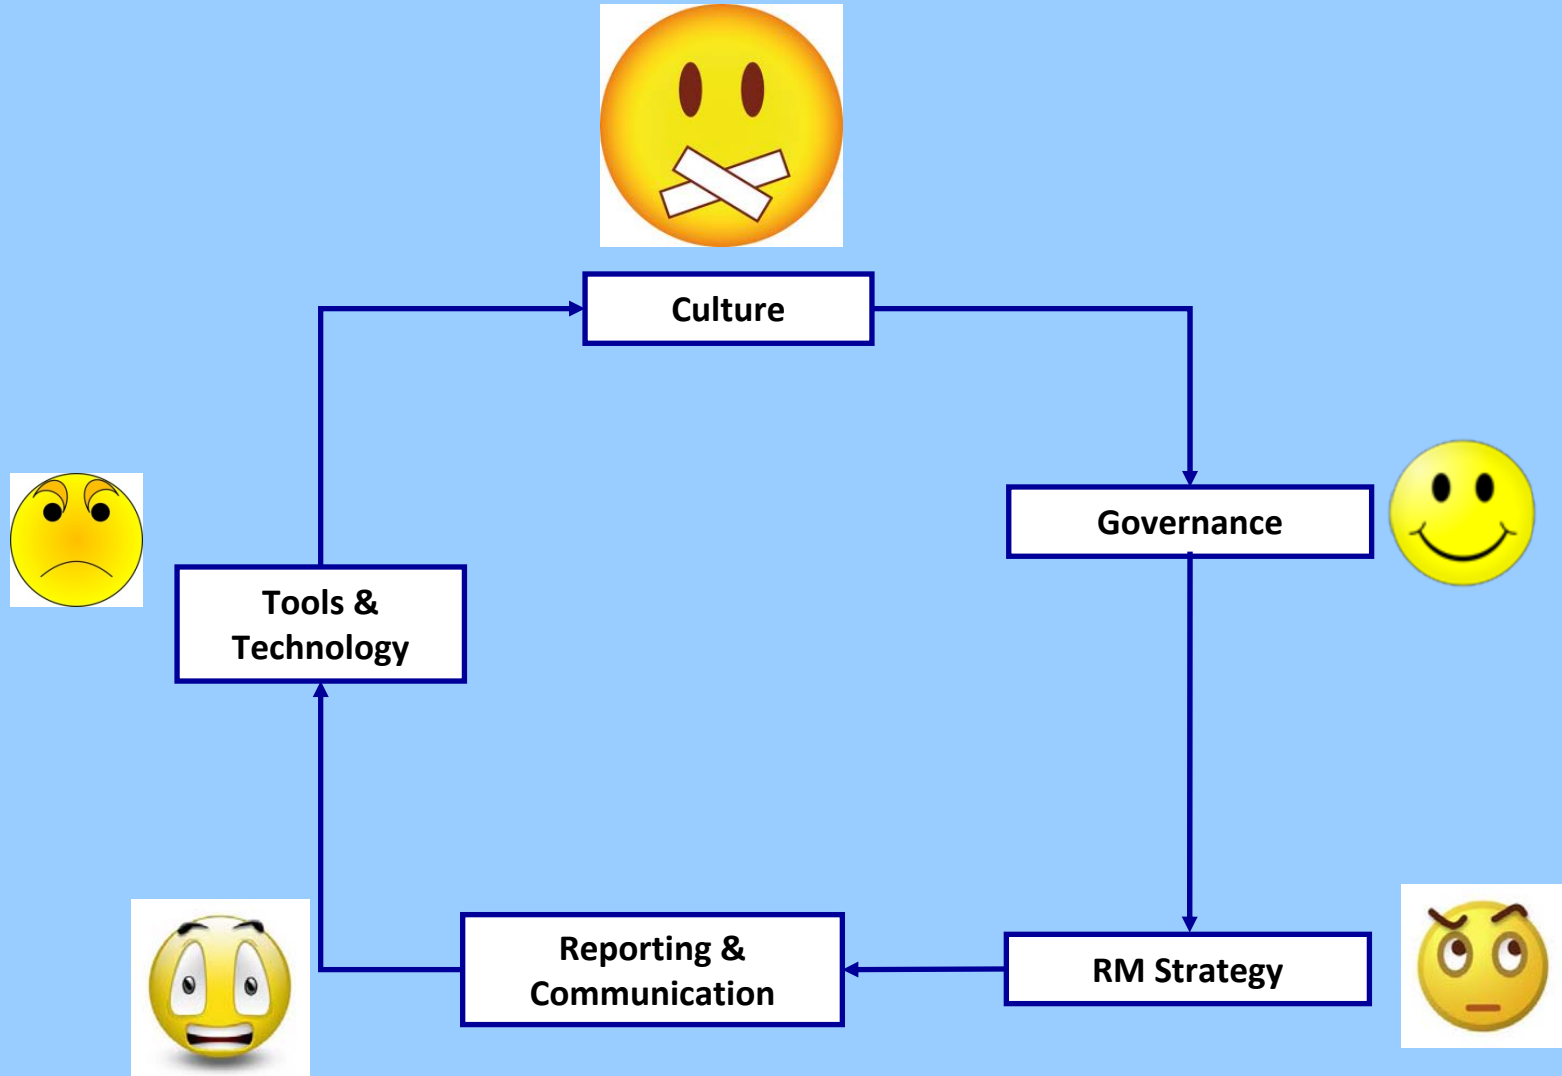 Culture
Governance
Tools &
Technology
Reporting &
Communication
RM Strategy